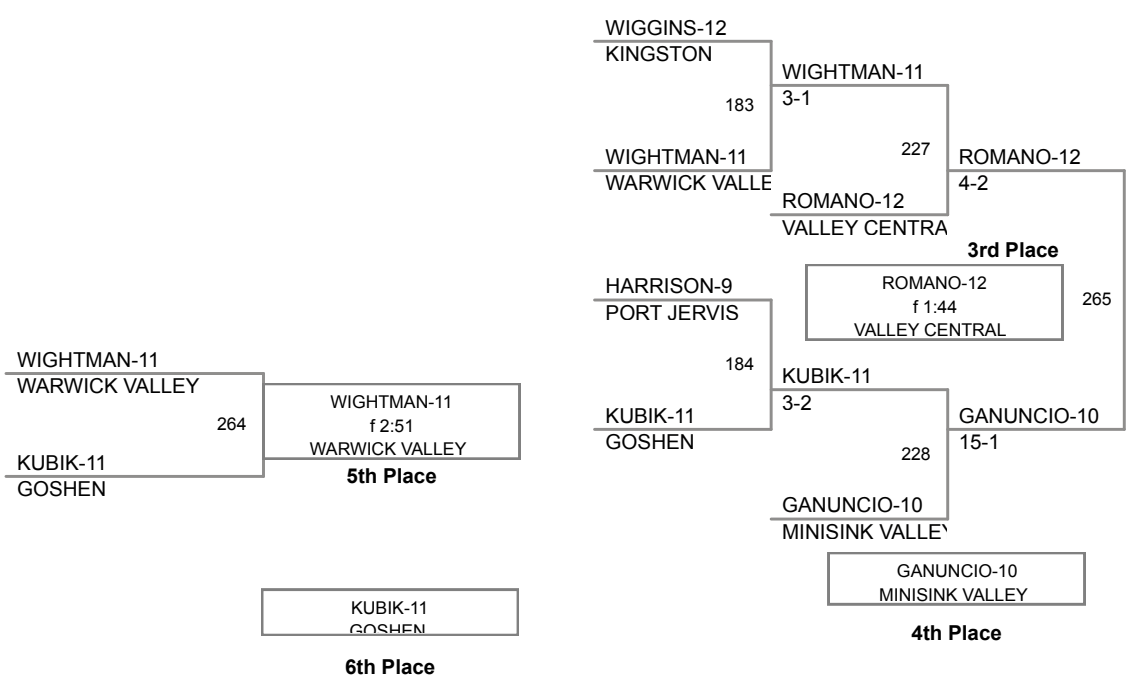 WIGGINS-12
KINGSTON
WIGHTMAN-11
183
3-1
WIGHTMAN-11
WARWICK VALLE
227
ROMANO-12
4-2
ROMANO-12
VALLEY CENTRA
3rd Place
HARRISON-9
PORT JERVIS
ROMANO-12
f 1:44
VALLEY CENTRAL
265
184
KUBIK-11
3-2
KUBIK-11
GOSHEN
228
GANUNCIO-10
15-1
GANUNCIO-10
MINISINK VALLEY
GANUNCIO-10
MINISINK VALLEY
4th Place
WIGHTMAN-11
WARWICK VALLEY
264
WIGHTMAN-11
f 2:51
WARWICK VALLEY
5th Place
KUBIK-11
GOSHEN
KUBIK-11
GOSHEN
6th Place